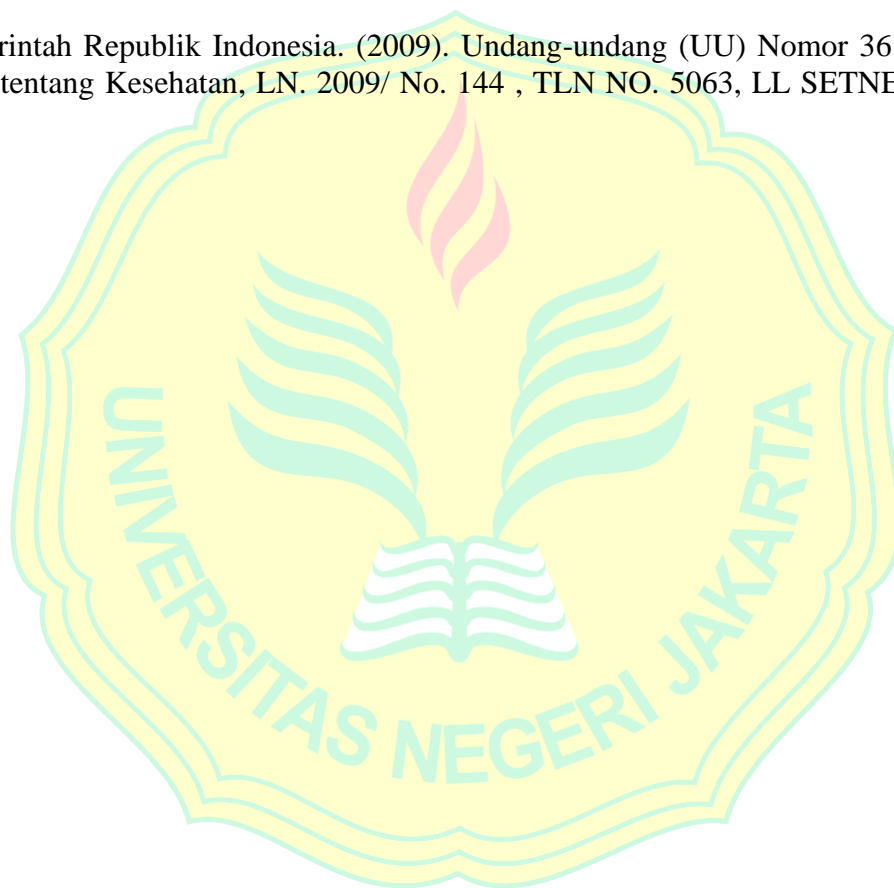 rintah Republik Indonesia. (2009). Undang-undang (UU) Nomor 36
tentang Kesehatan, LN. 2009/ No. 144 , TLN NO. 5063, LL SETNE
UNIVERSITAS NEGERI JAKARTA